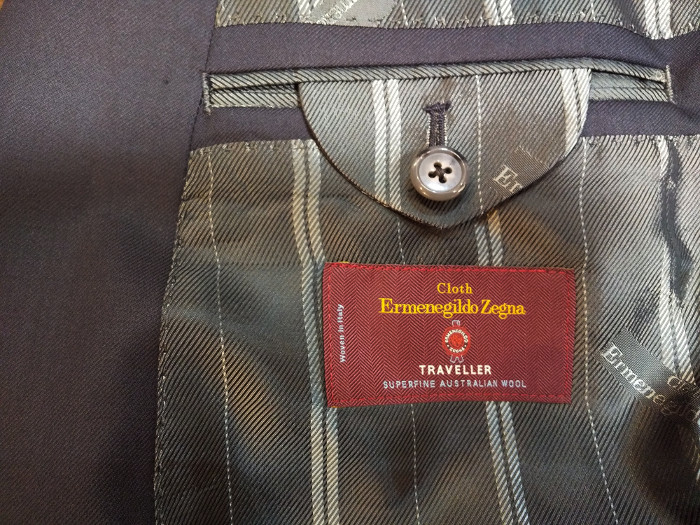 Cloth
Ermenegildo Zegna
Woven in Italy
ERMENEGILDO
ZEGNA
TRAVELLER
SUPERFINE AUSTRALIAN WOOL